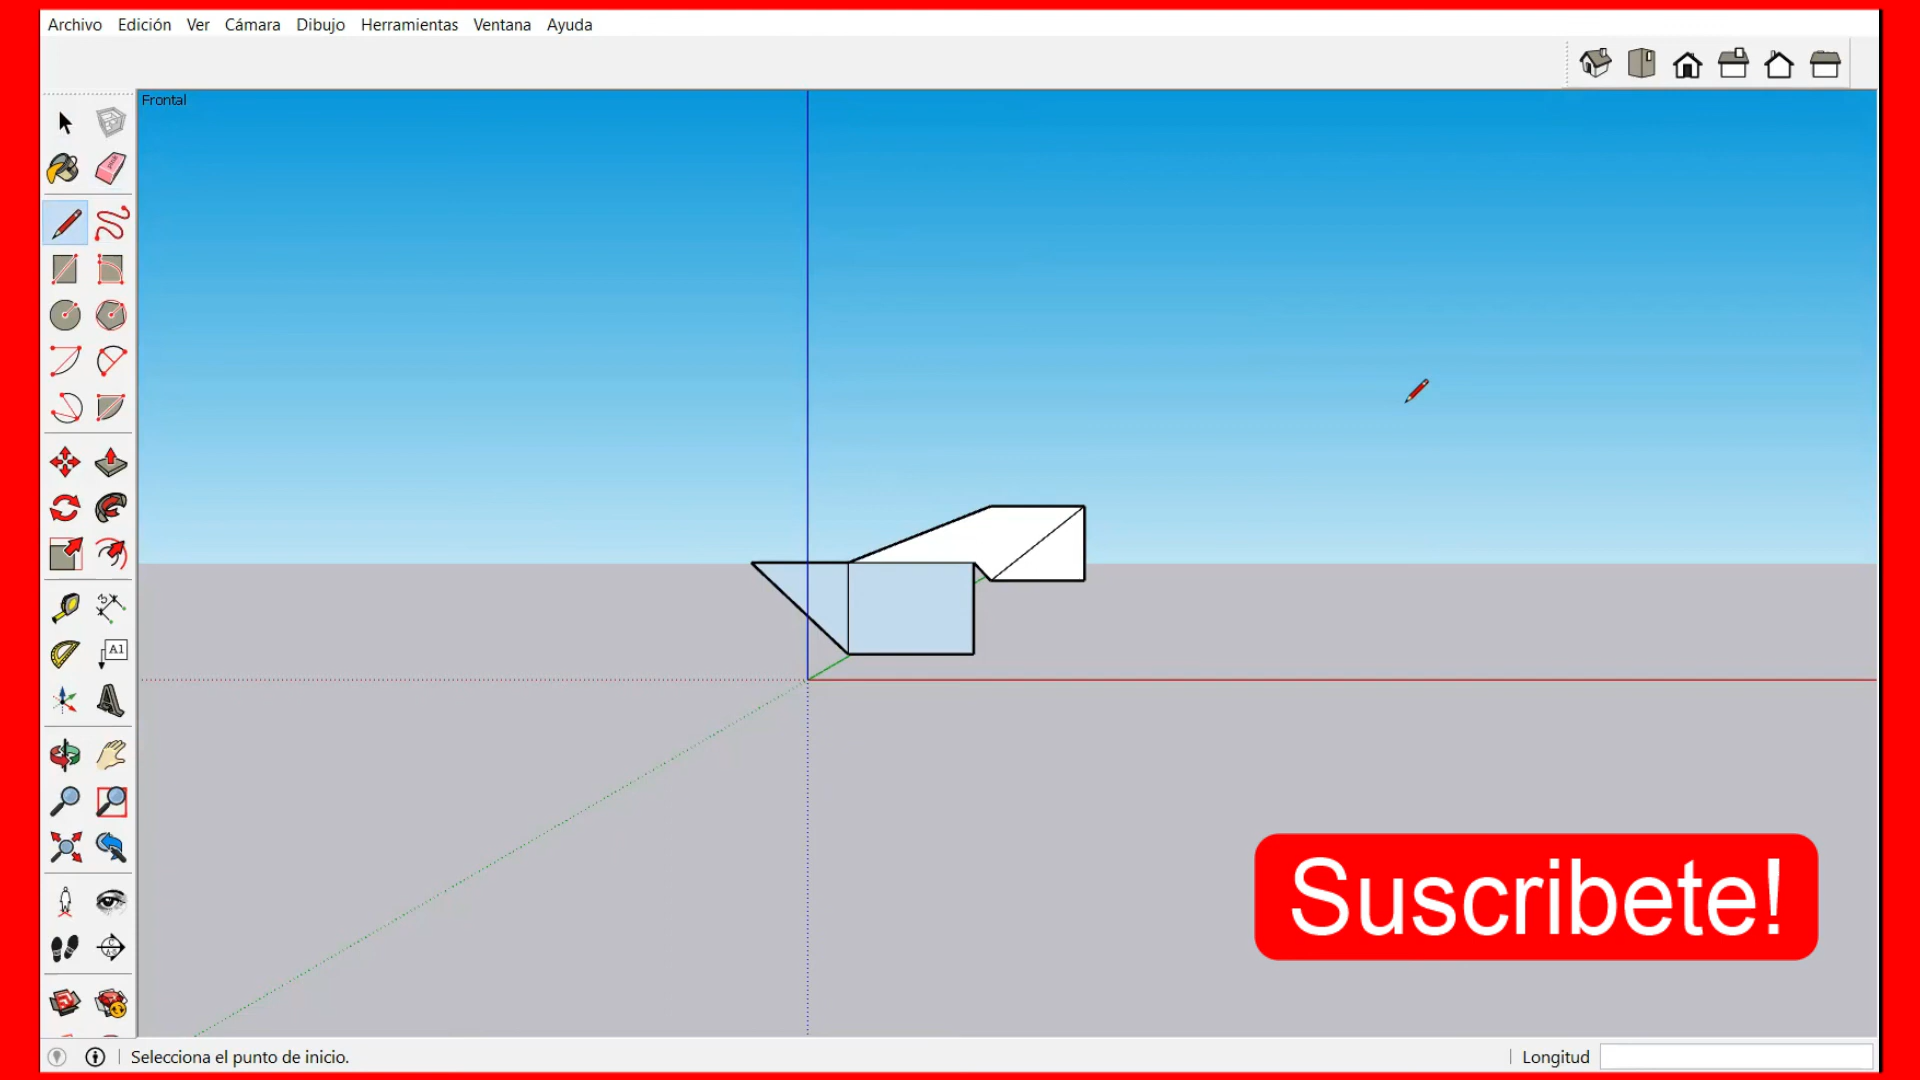 Archivo Edición Ver Cámara Dibujo Herramientas Ventana Ayuda
Frontal
A1
Suscribete!
Selecciona el punto de inicio.
Longitud